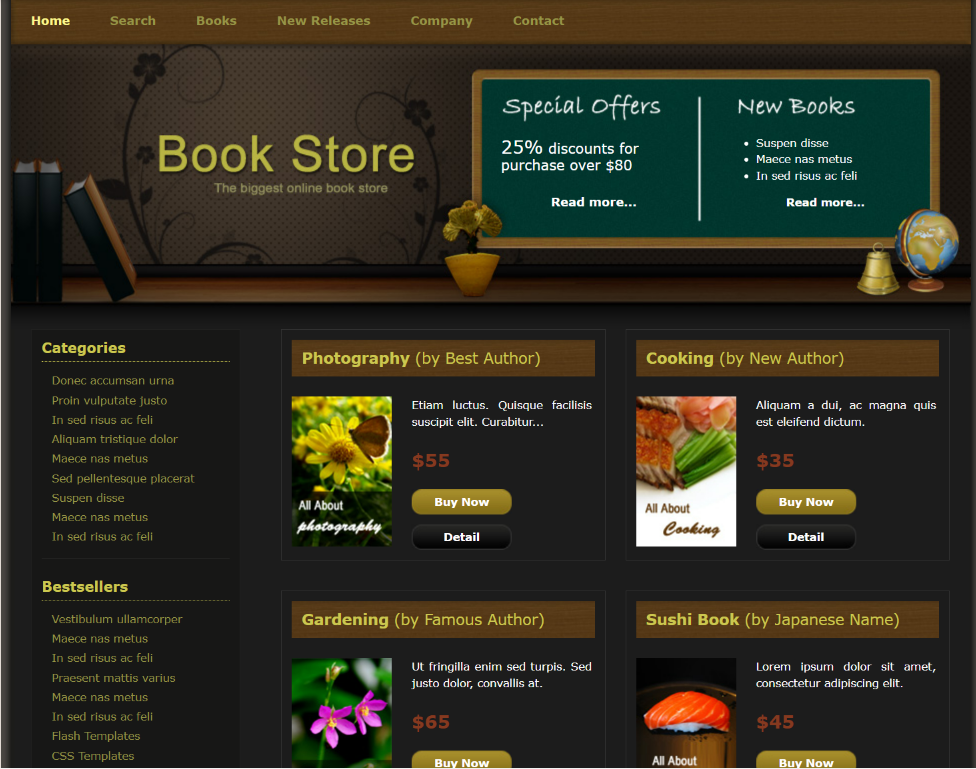 Home Search Books New Releases Company Contact
Book Store
The biggest online book store
Special Offers
25% discounts for
purchase over $80
Read more...
New Books
Suspen disse
Maece nas metus
In sed risus ac feli
Read more...
Categories
Donec accumsan urna
Proin vulputate justo
In sed risus ac feli
Aliquam tristique dolor
Maece nas metus
Sed pellentesque placerat
Suspen disse
Maece nas metus
In sed risus ac feli
Bestsellers
Vestibulum ullamcorper
Maece nas metus
In sed risus ac feli
Praesent mattis varius
Maece nas metus
In sed risus ac feli
Flash Templates
CSS Templates
Photography (by Best Author)
All About
photography
Etiam luctus. Quisque facilisis
suscipit elit. Curabitur...
$55
Buy Now
Detail
Cooking (by New Author)
All About
Cooking
Aliquam a dui, ac magna quis
est eleifend dictum.
$35
Buy Now
Detail
Gardening (by Famous Author)
Ut fringilla enim sed turpis. Sed
justo dolor, convallis at.
$65
Buy Now
Sushi Book (by Japanese Name)
All About
Lorem ipsum dolor sit amet,
consectetur adipiscing elit.
$45
Buy Now